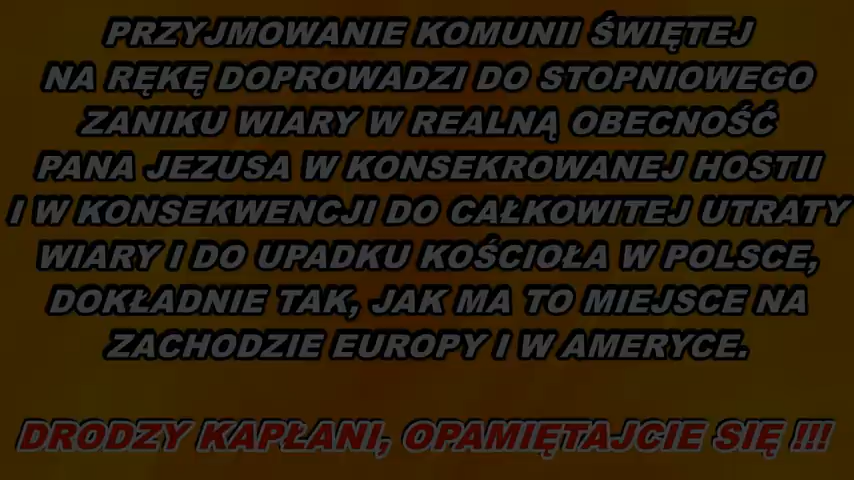 PRZYJMOWANIE KOMUNII ŚWIĘTEJ
NA RĘKĘ DOPROWADZI DO STOPNIOWEGO
ZANIKU WIARY W REALNĄ OBECNOŚĆ
PANA JEZUSA W KONSEKROWANEJ HOSTII
I W KONSEKWENCJI DO CAŁKOWITEJ UTRATY
WIARY I DO UPADKU KOŚCIOŁA W POLSCE,
DOKŁADNIE TAK, JAK MA TO MIEJSCE NA
ZACHODZIE EUROPY I W AMERYCE.
DRODZY KAPŁANI, OPAMIĘTAJCIE SIĘ !!!